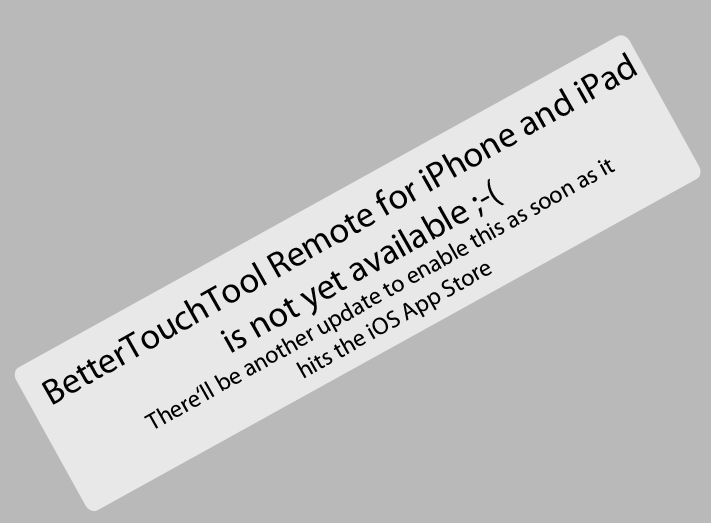 BetterTouchTool Remote for iPhone and iPad
is not yet available ;-(
There'll be another update to enable this as soon as it
hits the iOS App Store